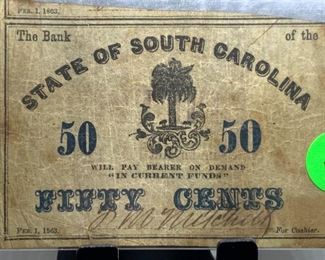 FEB. 1, 1863.
The Bank of the
STATE OF SOUTH CAROLINA
50 50
WILL PAY BEARER ON DEMAND
"IN CURRENT FUNDS"
FIFTY CENTS
FEB. 1, 1863. For Cashier.